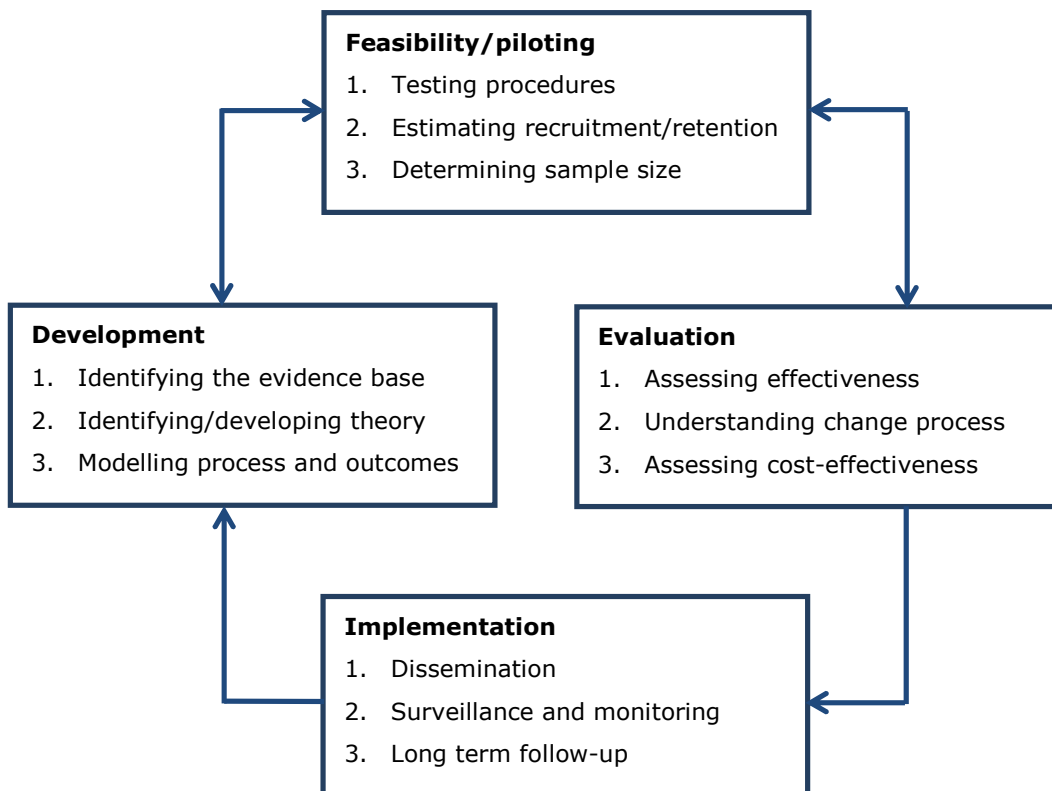 Feasibility/piloting
1. Testing procedures
2. Estimating recruitment/retention
3. Determining sample size
Development
1. Identifying the evidence base
2. Identifying/developing theory
3. Modelling process and outcomes
Evaluation
1. Assessing effectiveness
2. Understanding change process
3. Assessing cost-effectiveness
Implementation
1. Dissemination
2. Surveillance and monitoring
3. Long term follow-up